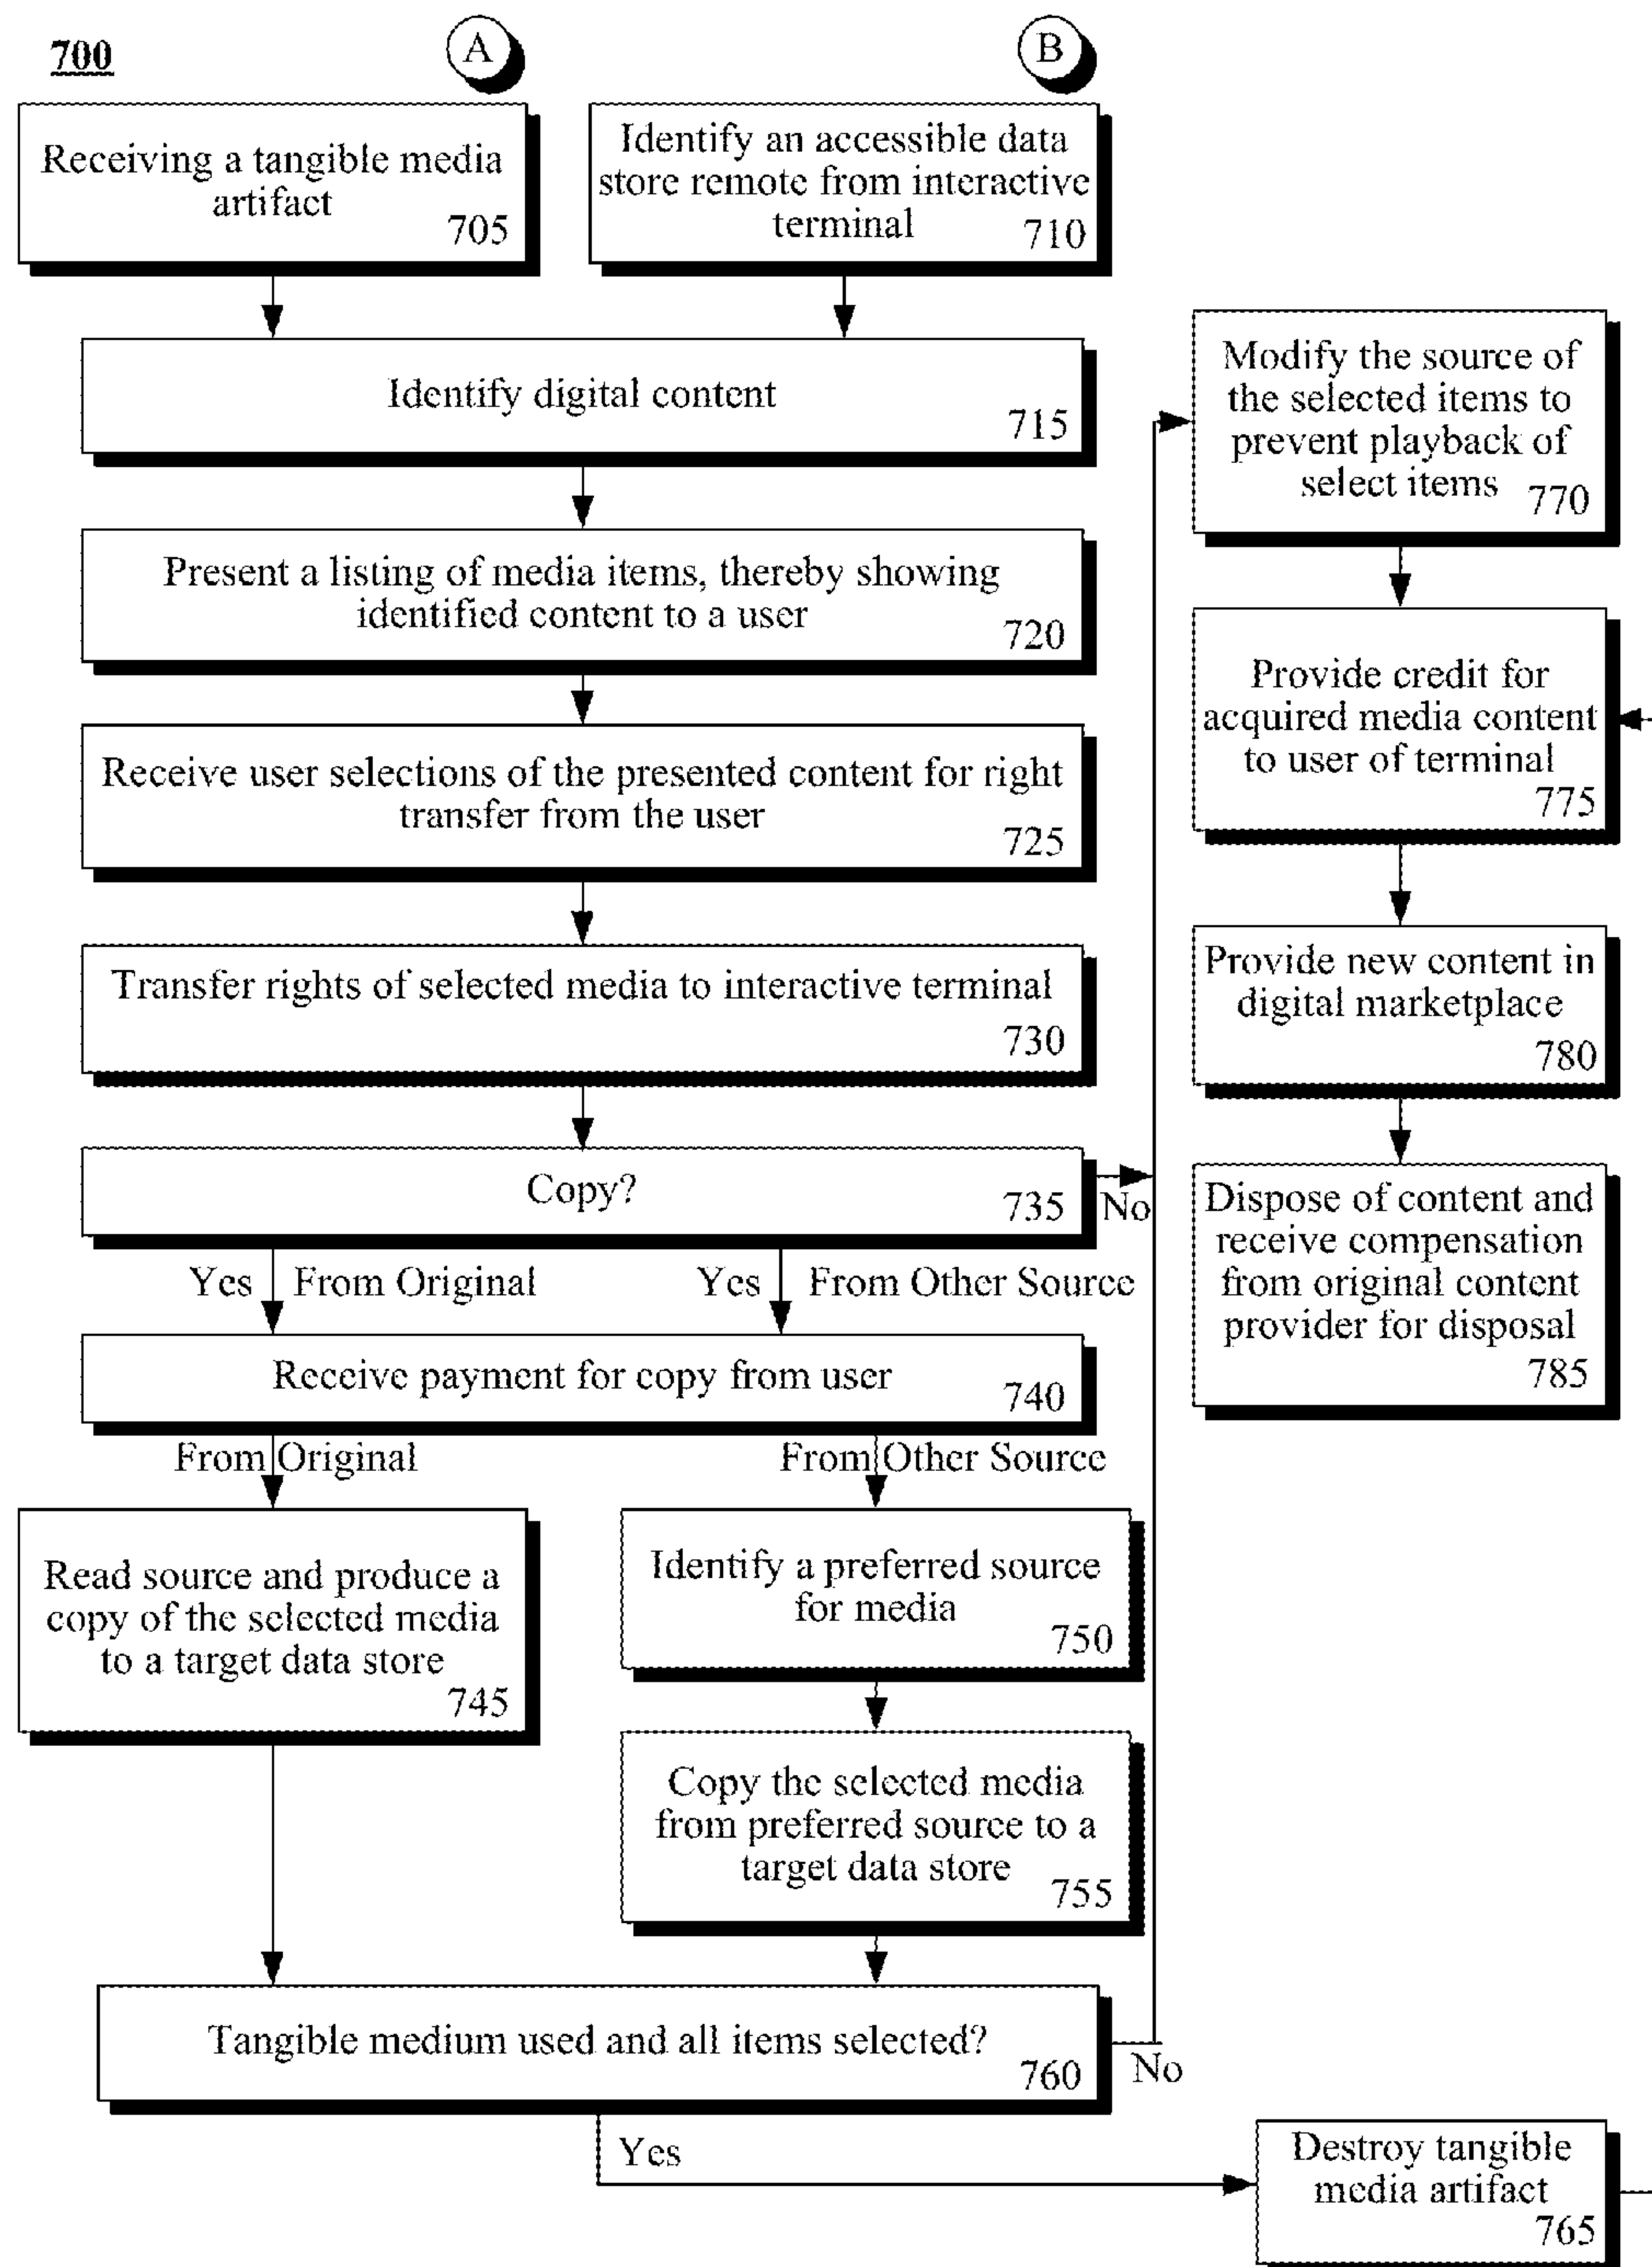 700
A
B
Receiving a tangible media
artifact
705
Identify an accessible data
store remote from interactive
terminal
710
Identify digital content
715
Present a listing of media items, thereby showing
identified content to a user
720
Receive user selections of the presented content for right
transfer from the user
725
Transfer rights of selected media to interactive terminal
730
Copy?
735
No
Yes
From Original
Yes
From Other Source
Receive payment for copy from user
740
From Original
From Other Source
Read source and produce a
copy of the selected media
to a target data store
745
Identify a preferred source
for media
750
Copy the selected media
from preferred source to a
target data store
755
Tangible medium used and all items selected?
760
No
Yes
Destroy tangible
media artifact
765
Modify the source of
the selected items to
prevent playback of
select items
770
Provide credit for
acquired media content
to user of terminal
775
Provide new content in
digital marketplace
780
Dispose of content and
receive compensation
from original content
provider for disposal
785